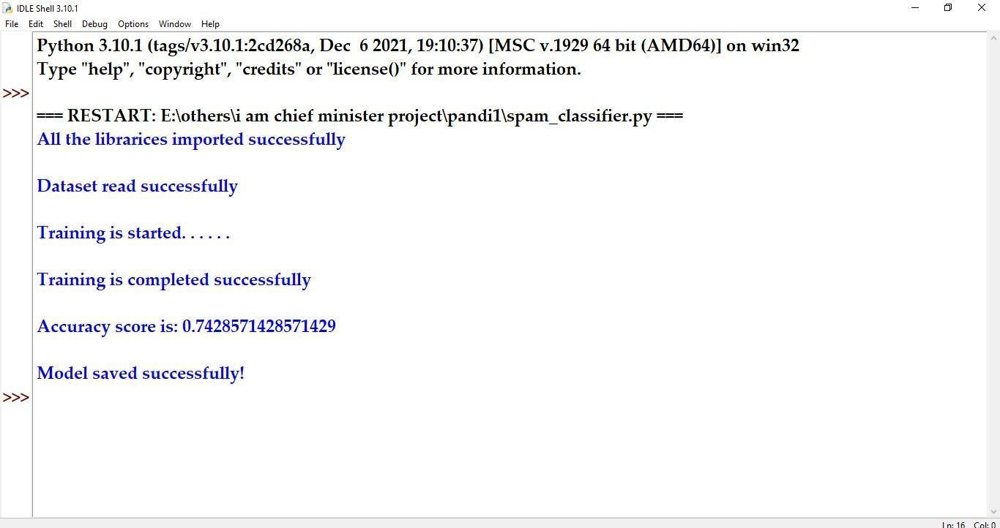 IDLE Shell 3.10.1
File Edit Shell Debug Options Window Help
Python 3.10.1 (tags/v3.10.1:2cd268a, Dec  6 2021, 19:10:37) [MSC v.1929 64 bit (AMD64)] on win32
Type "help", "copyright", "credits" or "license()" for more information.
>>>
=== RESTART: E:\others\i am chief minister project\pandi1\spam_classifier.py ===
All the librarices imported successfully
Dataset read successfully
Training is started. . . . . .
Training is completed successfully
Accuracy score is: 0.7428571428571429
Model saved successfully!
>>>
Ln: 16 Col: 0